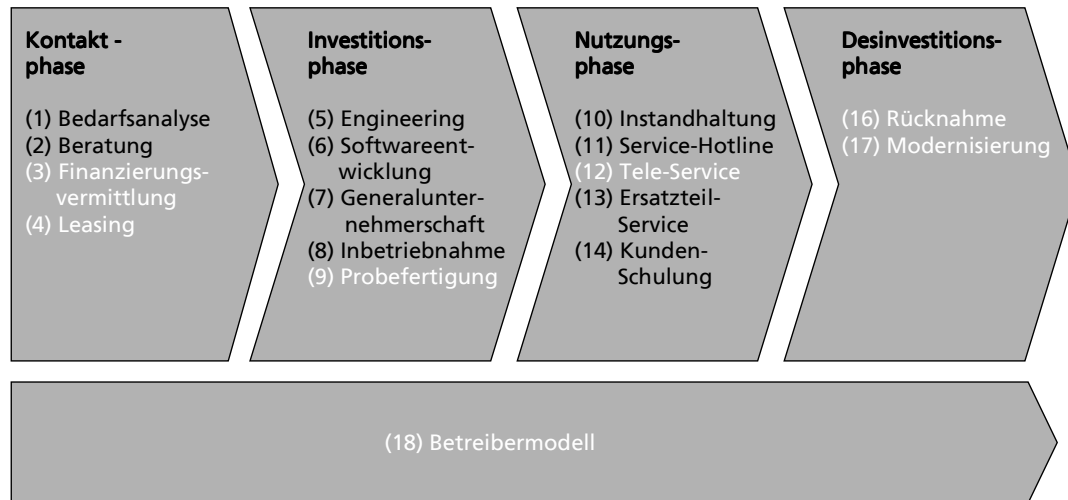 Kontakt -
phase
(1) Bedarfsanalyse
(2) Beratung
(3) Finanzierungs-
vermittlung
(4) Leasing
Investitions-
phase
(5) Engineering
(6) Softwareent-
wicklung
(7) Generalunter-
nehmerschaft
(8) Inbetriebnahme
(9) Probefertigung
Nutzungs-
phase
(10) Instandhaltung
(11) Service-Hotline
(12) Tele-Service
(13) Ersatzteil-
Service
(14) Kunden-
Schulung
Desinvestitions-
phase
(16) Rücknahme
(17) Modernisierung
(18) Betreibermodell